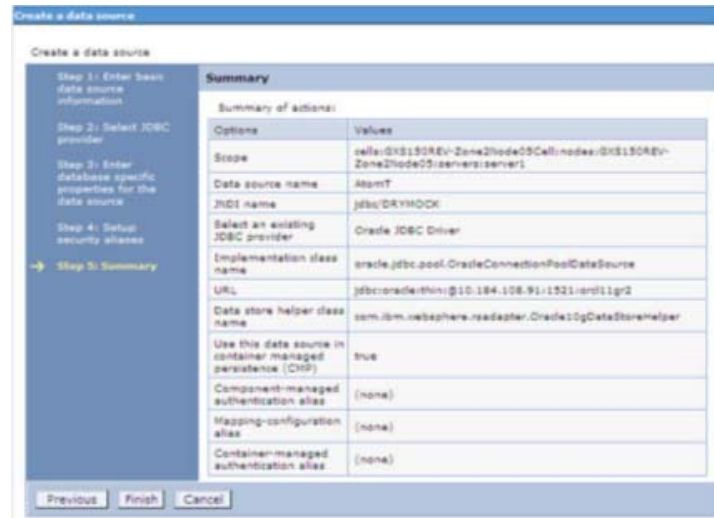 Create a data source
Create a data source
Step 1: Enter basic
data source
information
Step 2: Select JDBC
provider
Step 3: Enter
database specific
properties for the
data source
Step 4: Setup
security aliases
Step 5: Summary
Summary
Summary of actions:
Options Values
Scope cells:GXS150REV-Zone2Node05Cell:nodes:GXS150REV-
Zone2Node05:servers:server1
Data source name AtomT
JNDI name jdbc/DRYMOCK
Select an existing
JDBC provider Oracle JDBC Driver
Implementation class
name oracle.jdbc.pool.OracleConnectionPoolDataSource
URL jdbc:oracle:thin:@10.184.108.91:1521/orcl11gr2
Data store helper class
name com.ibm.websphere.rsadapter.Oracle10gDataStoreHelper
Use this data source in
container managed
persistence (CMP) true
Component-managed
authentication alias (none)
Mapping-configuration
alias (none)
Container-managed
authentication alias (none)
Previous Finish Cancel